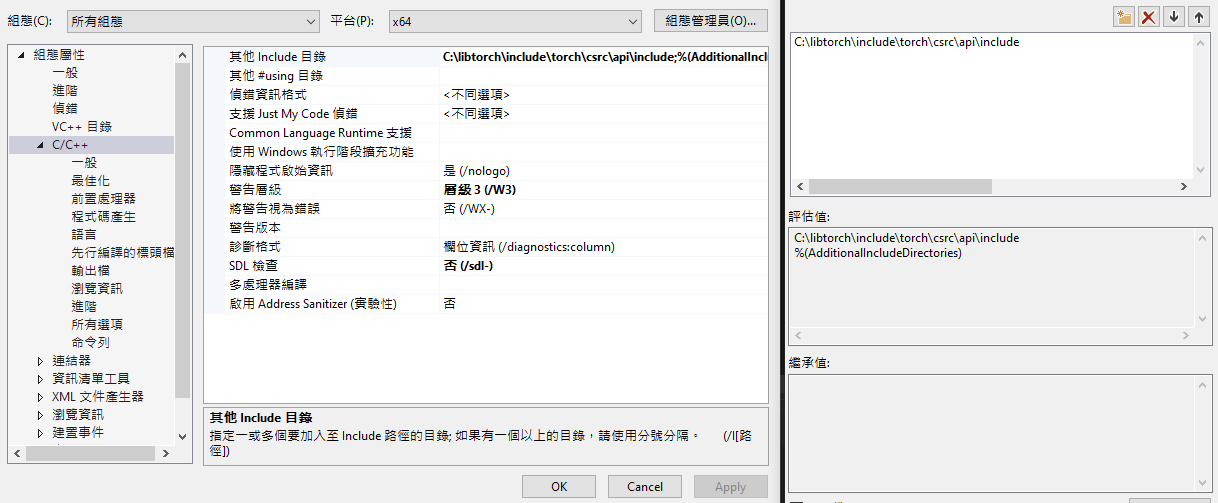 組態(C): 所有組態 平台(P): x64 組態管理員(O)...
組態屬性
一般
進階
偵錯
VC++ 目錄
C/C++
一般
最佳化
前置處理器
程式碼產生
語言
先行編譯的標頭檔
輸出檔
瀏覽資訊
進階
所有選項
命令列
連結器
資訊清單工具
XML 文件產生器
瀏覽資訊
建置事件
其他 Include 目錄 C:\libtorch\include\torch\csrc\api\include;%(AdditionalInclu
其他 #using 目錄
偵錯資訊格式 <不同選項>
支援 Just My Code 偵錯 <不同選項>
Common Language Runtime 支援
使用 Windows 執行階段擴充功能
隱藏程式啟始資訊 是 (/nologo)
警告層級 層級 3 (/W3)
將警告視為錯誤 否 (/WX-)
警告版本
診斷格式 欄位資訊 (/diagnostics:column)
SDL 檢查 否 (/sdl-)
多處理器編譯
啟用 Address Sanitizer (實驗性) 否
其他 Include 目錄
指定一或多個要加入至 Include 路徑的目錄; 如果有一個以上的目錄，請使用分號分隔。 (/I[路
徑])
OK Cancel Apply
C:\libtorch\include\torch\csrc\api\include
評估值:
C:\libtorch\include\torch\csrc\api\include
%(AdditionalIncludeDirectories)
繼承值: